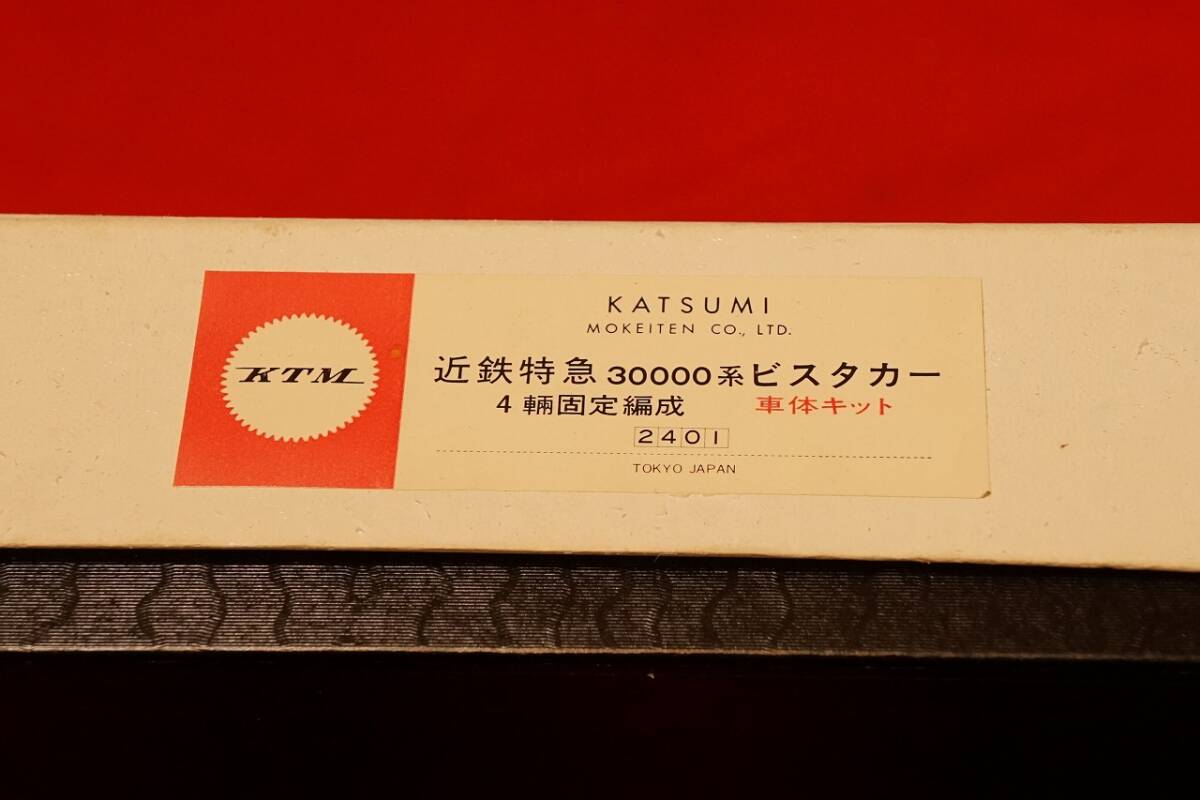 KTM
KATSUMI
MOKEITEN CO., LTD.
近鉄特急 30000系ビスタカー
4 輌固定編成 車体キット
2401
TOKYO JAPAN